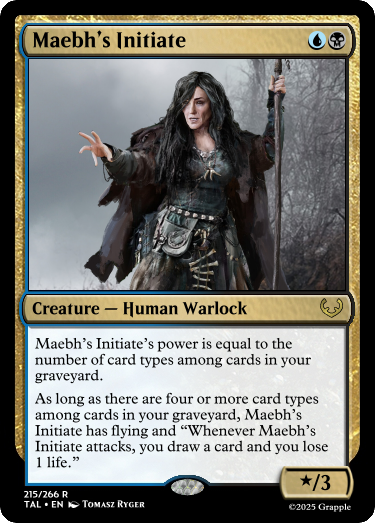 Maebh's Initiate
Creature — Human Warlock
Maebh's Initiate's power is equal to the
number of card types among cards in your
graveyard.
As long as there are four or more card types
among cards in your graveyard, Maebh's
Initiate has flying and “Whenever Maebh's
Initiate attacks, you draw a card and you lose
1 life.”
★/3
215/266 R
TAL • EN Tomasz Ryger
©2025 Grapple